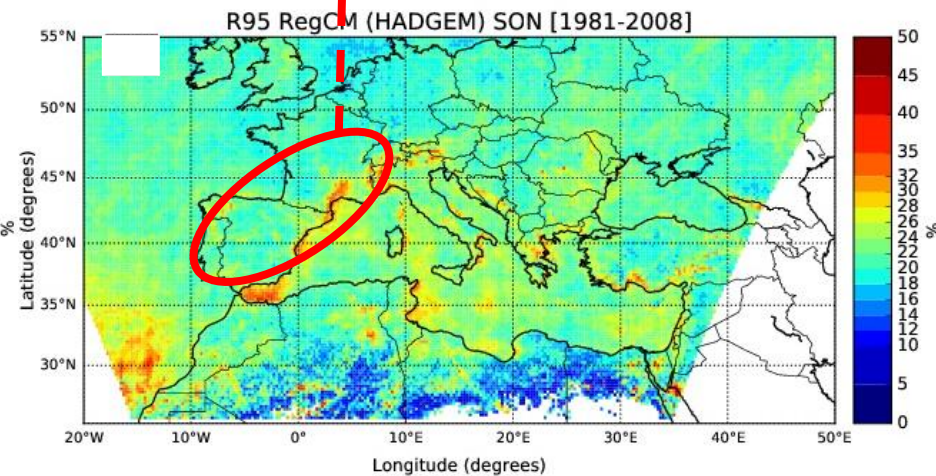 R95 RegCM (HADGEM) SON [1981-2008]
55°N
50°N
45°N
40°N
35°N
30°N
%
Latitude (degrees)
20°W 10°W 0° 10°E 20°E 30°E 40°E 50°E
Longitude (degrees)
50
45
40
35
32
30
28
26
24
22
20
18
16
14
12
10
5
0
%